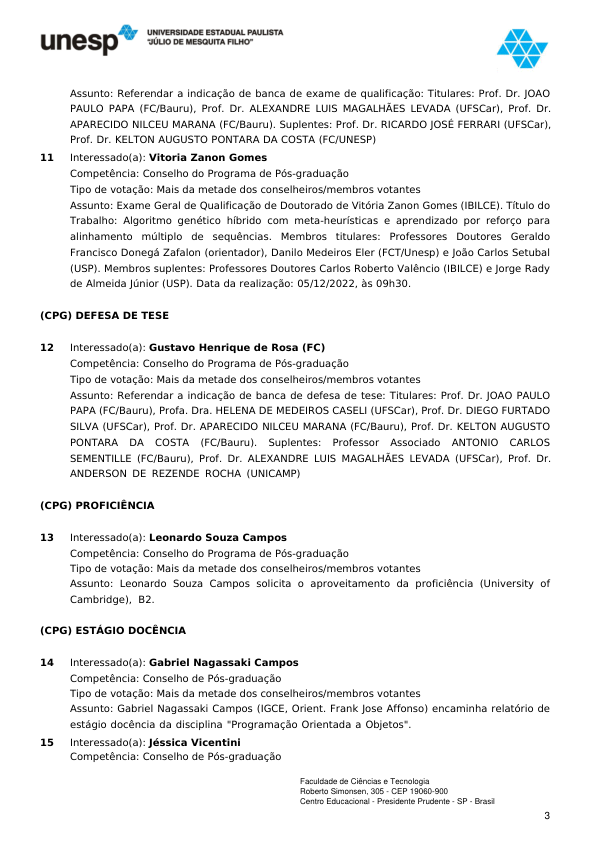 unesp
UNIVERSIDADE ESTADUAL PAULISTA
"JÚLIO DE MESQUITA FILHO"
Assunto: Referendar a indicação de banca de exame de qualificação: Titulares: Prof. Dr. JOAO
PAULO PAPA (FC/Bauru), Prof. Dr. ALEXANDRE LUIS MAGALHÃES LEVADA (UFSCar), Prof. Dr.
APARECIDO NILCEU MARANA (FC/Bauru). Suplentes: Prof. Dr. RICARDO JOSÉ FERRARI (UFSCar),
Prof. Dr. KELTON AUGUSTO PONTARA DA COSTA (FC/UNESP)
11 Interessado(a): Vitoria Zanon Gomes
Competência: Conselho do Programa de Pós-graduação
Tipo de votação: Mais da metade dos conselheiros/membros votantes
Assunto: Exame Geral de Qualificação de Doutorado de Vitória Zanon Gomes (IBILCE). Título do
Trabalho: Algoritmo genético híbrido com meta-heurísticas e aprendizado por reforço para
alinhamento múltiplo de sequências. Membros titulares: Professores Doutores Geraldo
Francisco Donegá Zafalon (orientador), Danilo Medeiros Eler (FCT/Unesp) e João Carlos Setubal
(USP). Membros suplentes: Professores Doutores Carlos Roberto Valêncio (IBILCE) e Jorge Rady
de Almeida Júnior (USP). Data da realização: 05/12/2022, às 09h30.
(CPG) DEFESA DE TESE
12 Interessado(a): Gustavo Henrique de Rosa (FC)
Competência: Conselho do Programa de Pós-graduação
Tipo de votação: Mais da metade dos conselheiros/membros votantes
Assunto: Referendar a indicação de banca de defesa de tese: Titulares: Prof. Dr. JOAO PAULO
PAPA (FC/Bauru), Profa. Dra. HELENA DE MEDEIROS CASELI (UFSCar), Prof. Dr. DIEGO FURTADO
SILVA (UFSCar), Prof. Dr. APARECIDO NILCEU MARANA (FC/Bauru), Prof. Dr. KELTON AUGUSTO
PONTARA DA COSTA (FC/Bauru). Suplentes: Professor Associado ANTONIO CARLOS
SEMENTILLE (FC/Bauru), Prof. Dr. ALEXANDRE LUIS MAGALHÃES LEVADA (UFSCar), Prof. Dr.
ANDERSON DE REZENDE ROCHA (UNICAMP)
(CPG) PROFICIÊNCIA
13 Interessado(a): Leonardo Souza Campos
Competência: Conselho do Programa de Pós-graduação
Tipo de votação: Mais da metade dos conselheiros/membros votantes
Assunto: Leonardo Souza Campos solicita o aproveitamento da proficiência (University of
Cambridge), B2.
(CPG) ESTÁGIO DOCÊNCIA
14 Interessado(a): Gabriel Nagassaki Campos
Competência: Conselho do Programa de Pós-graduação
Tipo de votação: Mais da metade dos conselheiros/membros votantes
Assunto: Gabriel Nagassaki Campos (IGCE, Orient. Frank Jose Affonso) encaminha relatório de
estágio docência da disciplina "Programação Orientada a Objetos".
15 Interessado(a): Jéssica Vicentini
Competência: Conselho de Pós-graduação
Faculdade de Ciências e Tecnologia
Roberto Simonsen, 305 - CEP 19060-900
Centro Educacional - Presidente Prudente - SP - Brasil
3